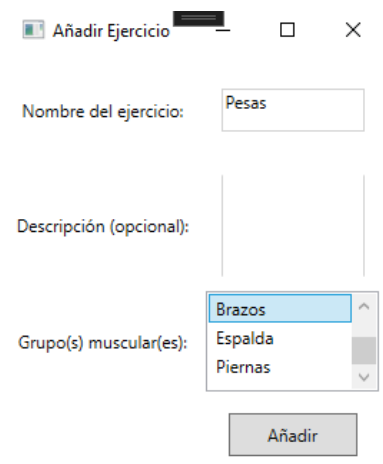 Añadir Ejercicio
Nombre del ejercicio:
Pesas
Descripción (opcional):
Grupo(s) muscular(es):
Brazos
Espalda
Piernas
Añadir